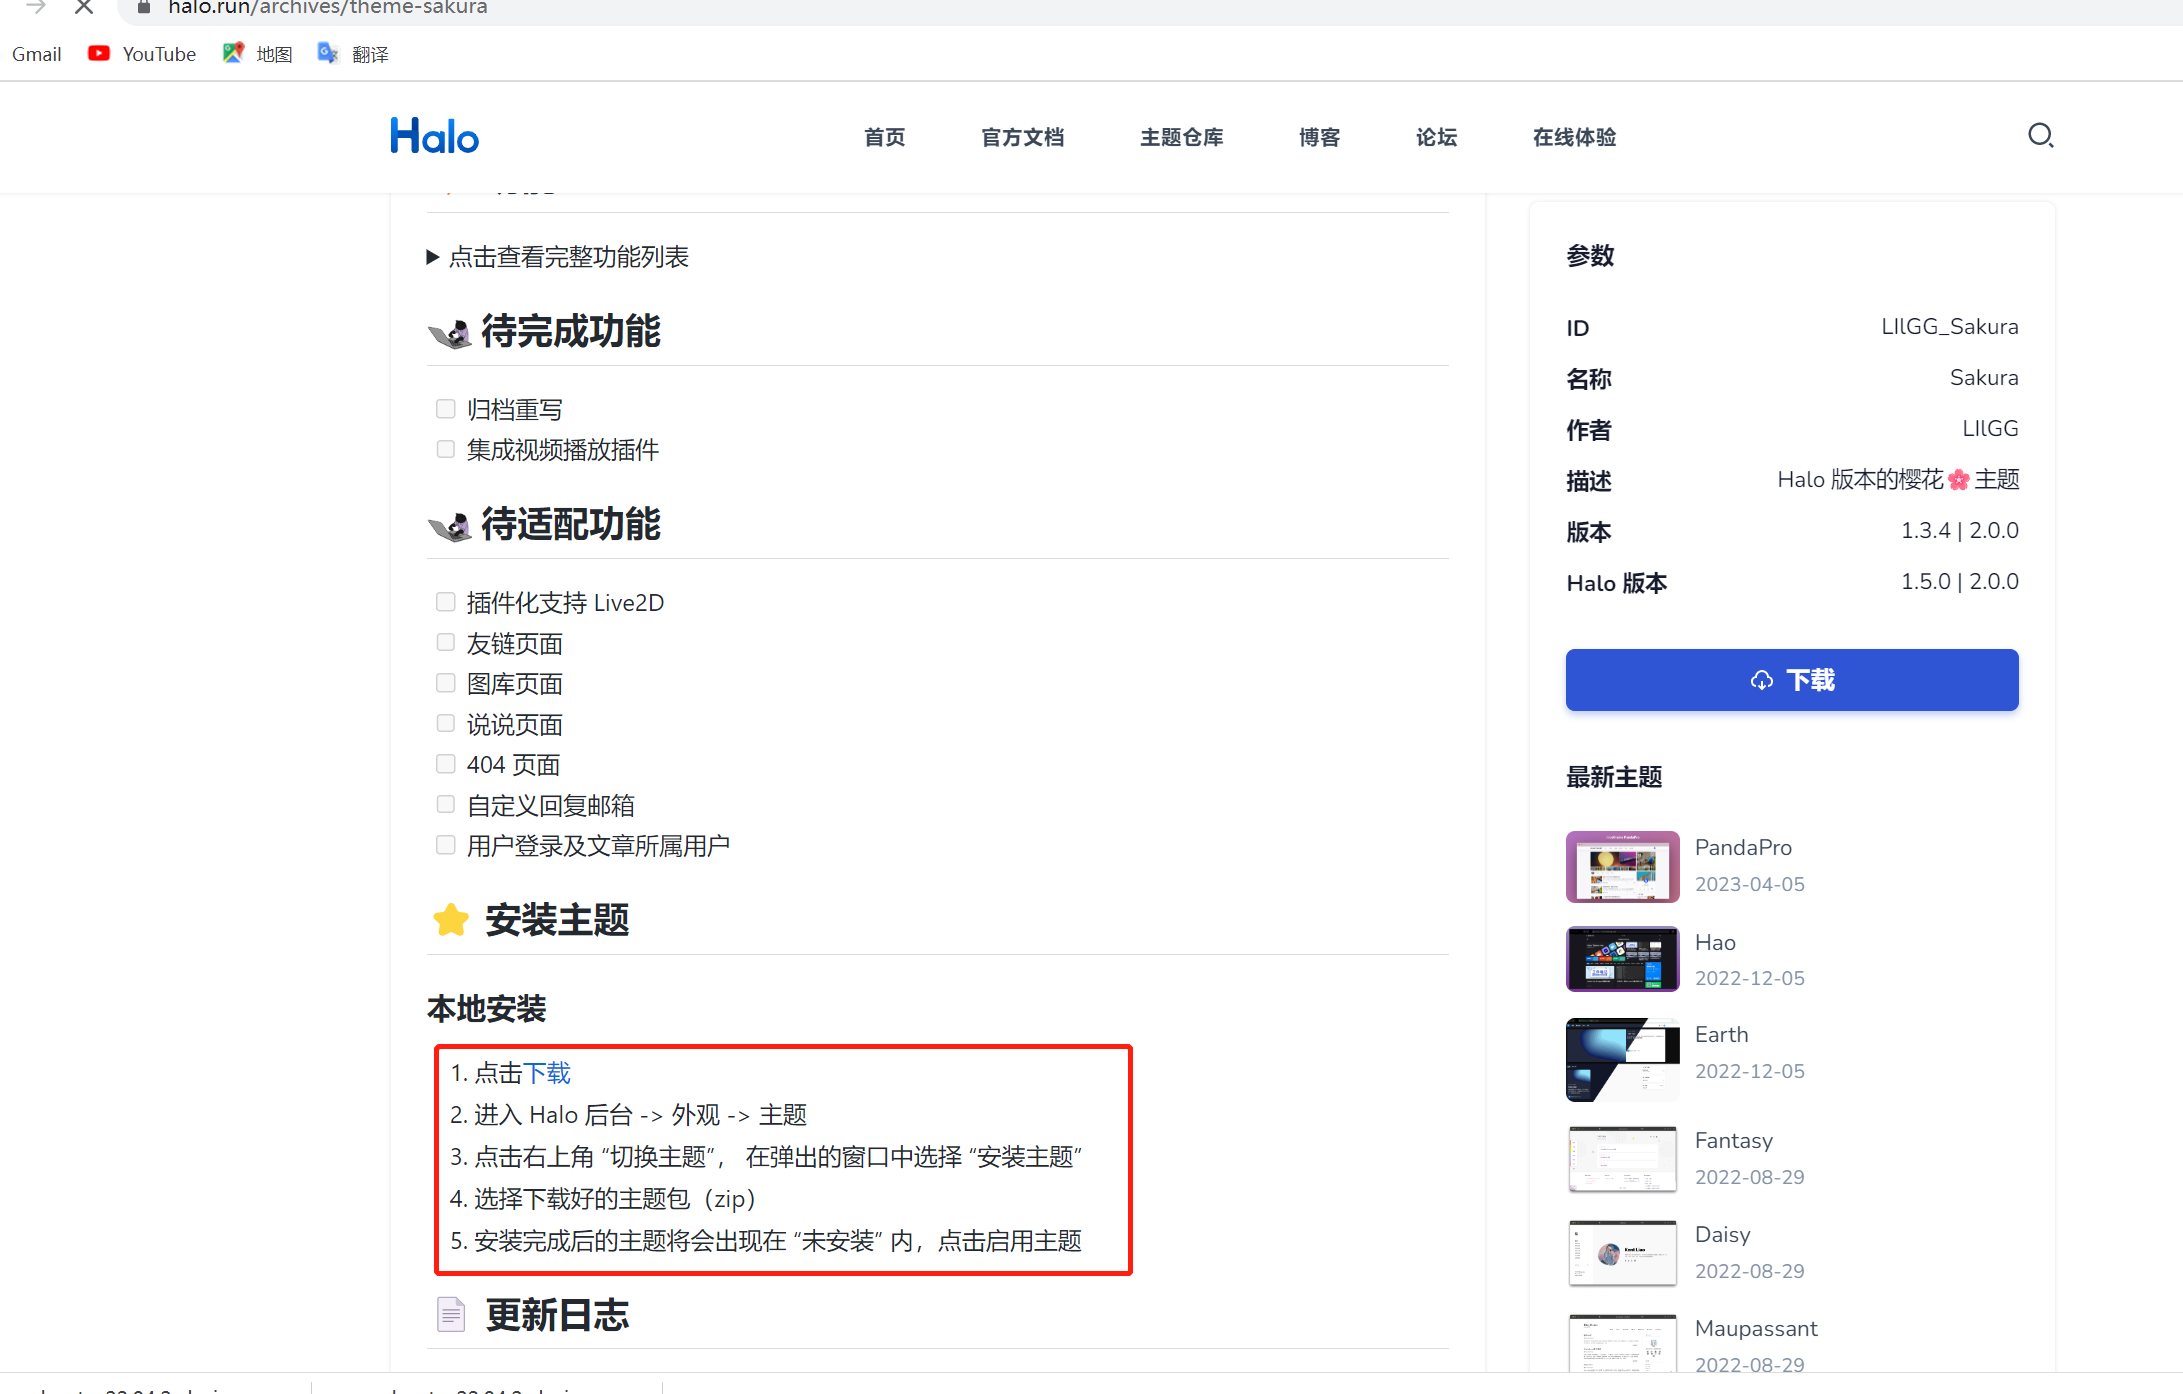 halo.run/archives/theme-sakura
Gmail YouTube 地图 翻译
Halo 首页 官方文档 主题仓库 博客 论坛 在线体验
点击查看完整功能列表
待完成功能
归档重写
集成视频播放插件
待适配功能
插件化支持 Live2D
友链页面
图库页面
说说页面
404 页面
自定义回复邮箱
用户登录及文章所属用户
安装主题
本地安装
1. 点击下载
2. 进入 Halo 后台 -> 外观 -> 主题
3. 点击右上角 “切换主题”， 在弹出的窗口中选择 “安装主题”
4. 选择下载好的主题包（zip）
5. 安装完成后的主题将会出现在 “未安装” 内，点击启用主题
更新日志
参数
ID LIlGG_Sakura
名称 Sakura
作者 LIlGG
描述 Halo 版本的樱花🌸主题
版本 1.3.4 | 2.0.0
Halo 版本 1.5.0 | 2.0.0
下载
最新主题
PandaPro
2023-04-05
Hao
2022-12-05
Earth
2022-12-05
Fantasy
2022-08-29
Daisy
2022-08-29
Maupassant
2022-08-29